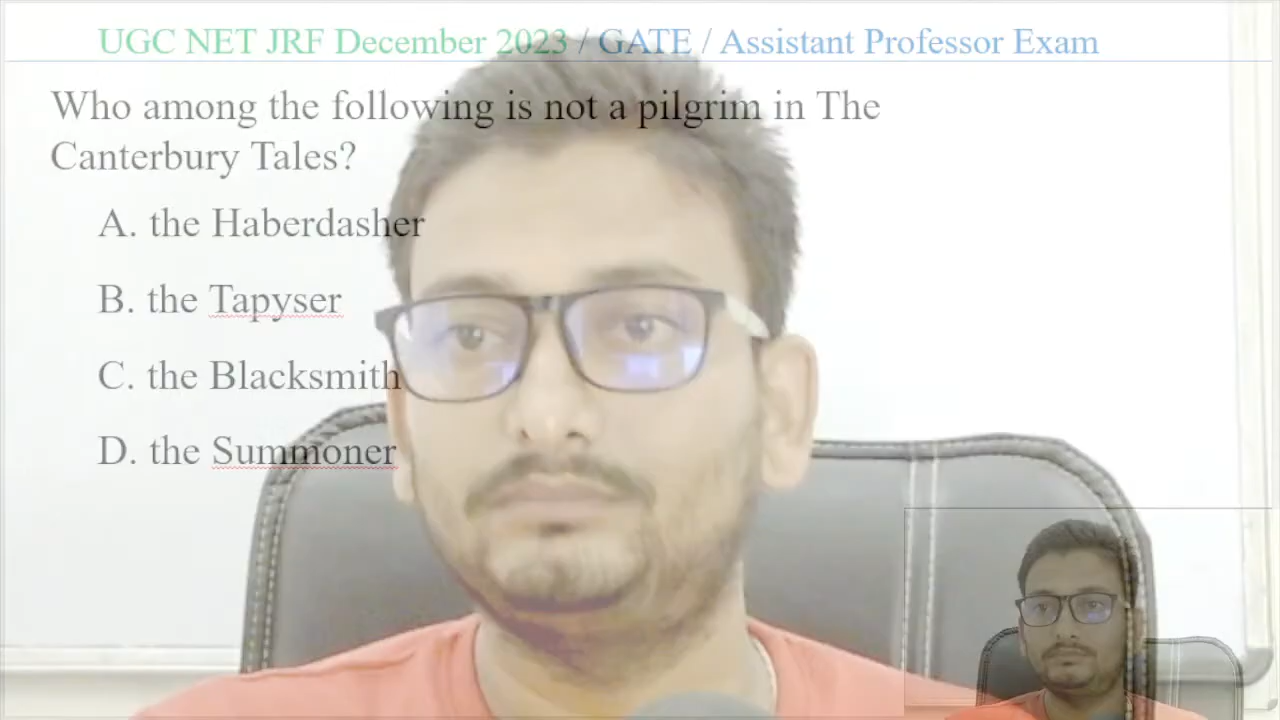 UGC NET JRF December 2023 / GATE / Assistant Professor Exam
Who among the following is not a pilgrim in The
Canterbury Tales?
A. the Haberdasher
B. the Tapyser
C. the Blacksmith
D. the Summoner